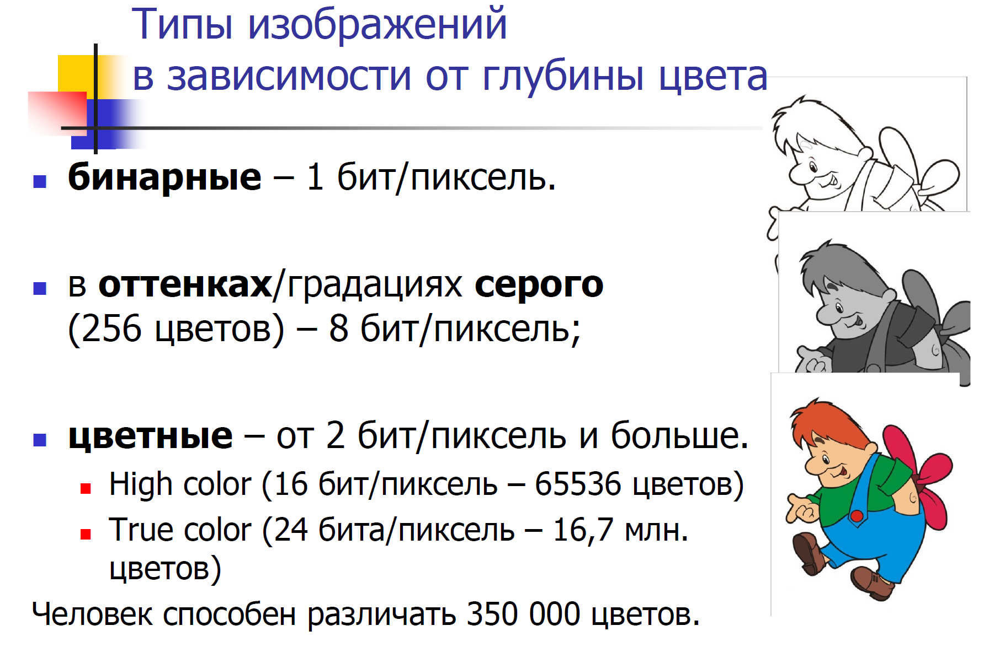 Типы изображений
в зависимости от глубины цвета
бинарные – 1 бит/пиксель.
в оттенках/градациях серого
(256 цветов) – 8 бит/пиксель;
цветные – от 2 бит/пиксель и больше.
High color (16 бит/пиксель – 65536 цветов)
True color (24 бита/пиксель – 16,7 млн.
цветов)
Человек способен различать 350 000 цветов.